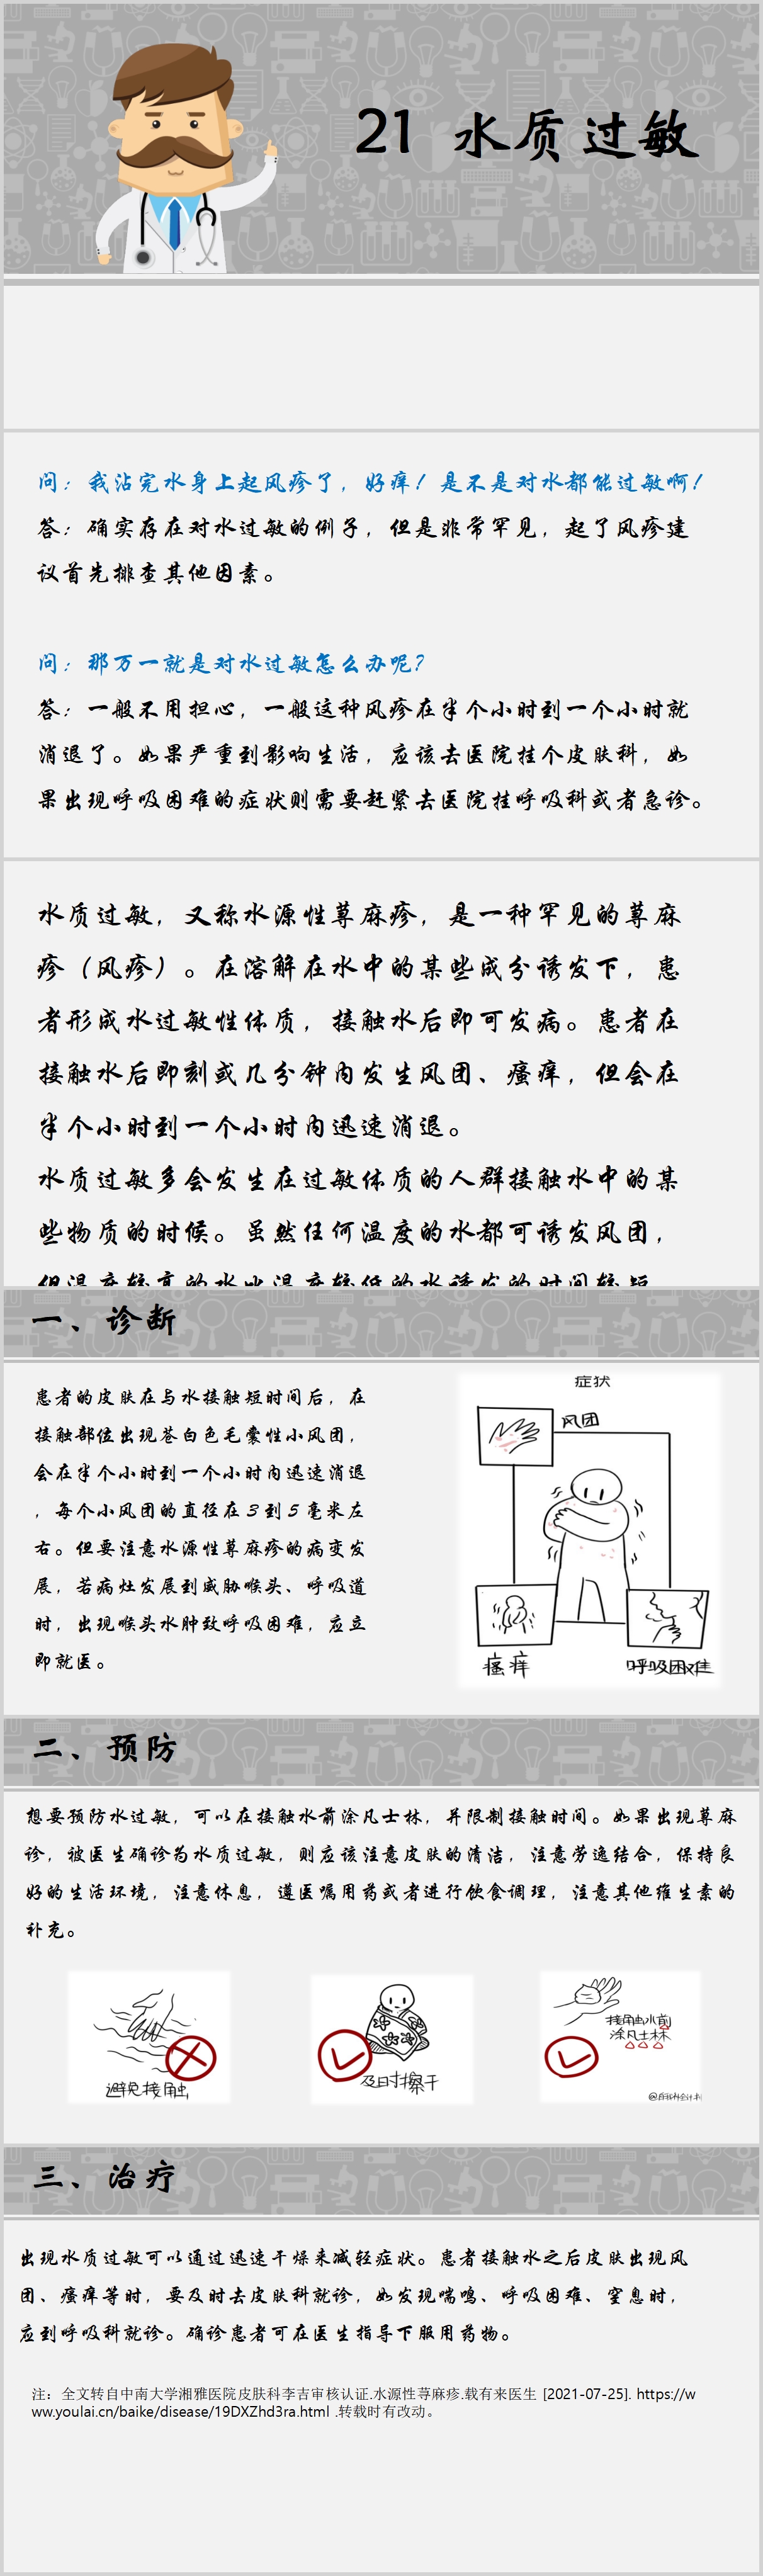 21 水质过敏
问：我沾完水身上起风疹了，好痒！是不是对水都能过敏啊！
答：确实存在对水过敏的例子，但是非常罕见，起了风疹建
议首先排查其他因素。
问：那万一就是对水过敏怎么办呢？
答：一般不用担心，一般这种风疹在半个小时到一个小时就
消退了。如果严重到影响生活，应该去医院挂个皮肤科，如
果出现呼吸困难的症状则需要赶紧去医院挂呼吸科或者急诊。
水质过敏，又称水源性荨麻疹，是一种罕见的荨麻
疹（风疹）。在溶解在水中的某些成分诱发下，患
者形成水过敏性体质，接触水后即可发病。患者在
接触水后即刻或几分钟内发生风团、瘙痒，但会在
半个小时到一个小时内迅速消退。
水质过敏多会发生在过敏体质的人群接触水中的某
些物质的时候。虽然任何温度的水都可诱发风团，
但温度较高的水比温度较低的水诱发的时间较短
一、诊断
患者的皮肤在与水接触短时间后，在
接触部位出现苍白色毛囊性小风团，
会在半个小时到一个小时内迅速消退
，每个小风团的直径在3到5毫米左
右。但要注意水源性荨麻疹的病变发
展，若病灶发展到威胁喉头、呼吸道
时，出现喉头水肿致呼吸困难，应立
即就医。
症状
风团
瘙痒
呼吸困难
二、预防
想要预防水过敏，可以在接触水前涂凡士林，并限制接触时间。如果出现荨麻
诊，被医生确诊为水质过敏，则应该注意皮肤的清洁，注意劳逸结合，保持良
好的生活环境，注意休息，遵医嘱用药或者进行饮食调理，注意其他维生素的
补充。
避免接触
及时擦干
接触水前
涂凡士林
三、治疗
出现水质过敏可以通过迅速干燥来减轻症状。患者接触水之后皮肤出现风
团、瘙痒等时，要及时去皮肤科就诊，如发现喘鸣、呼吸困难、窒息时，
应到呼吸科就诊。确诊患者可在医生指导下服用药物。
注：全文转自中南大学湘雅医院皮肤科李吉审核认证.水源性荨麻疹.载有来医生 [2021-07-25]. https://w
ww.youlai.cn/baike/disease/19DXZhd3ra.html .转载时有改动。